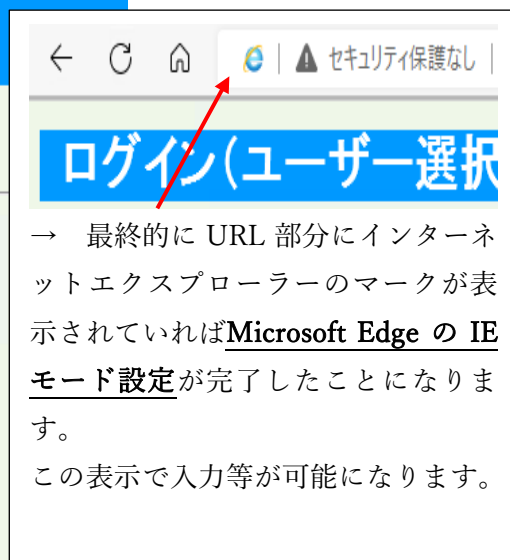 セキュリティ保護なし
ログイン(ユーザー選択
→　最終的に URL 部分にインターネ
ットエクスプローラーのマークが表
示されていればMicrosoft Edge の IE
モード設定が完了したことになりま
す。
この表示で入力等が可能になります。